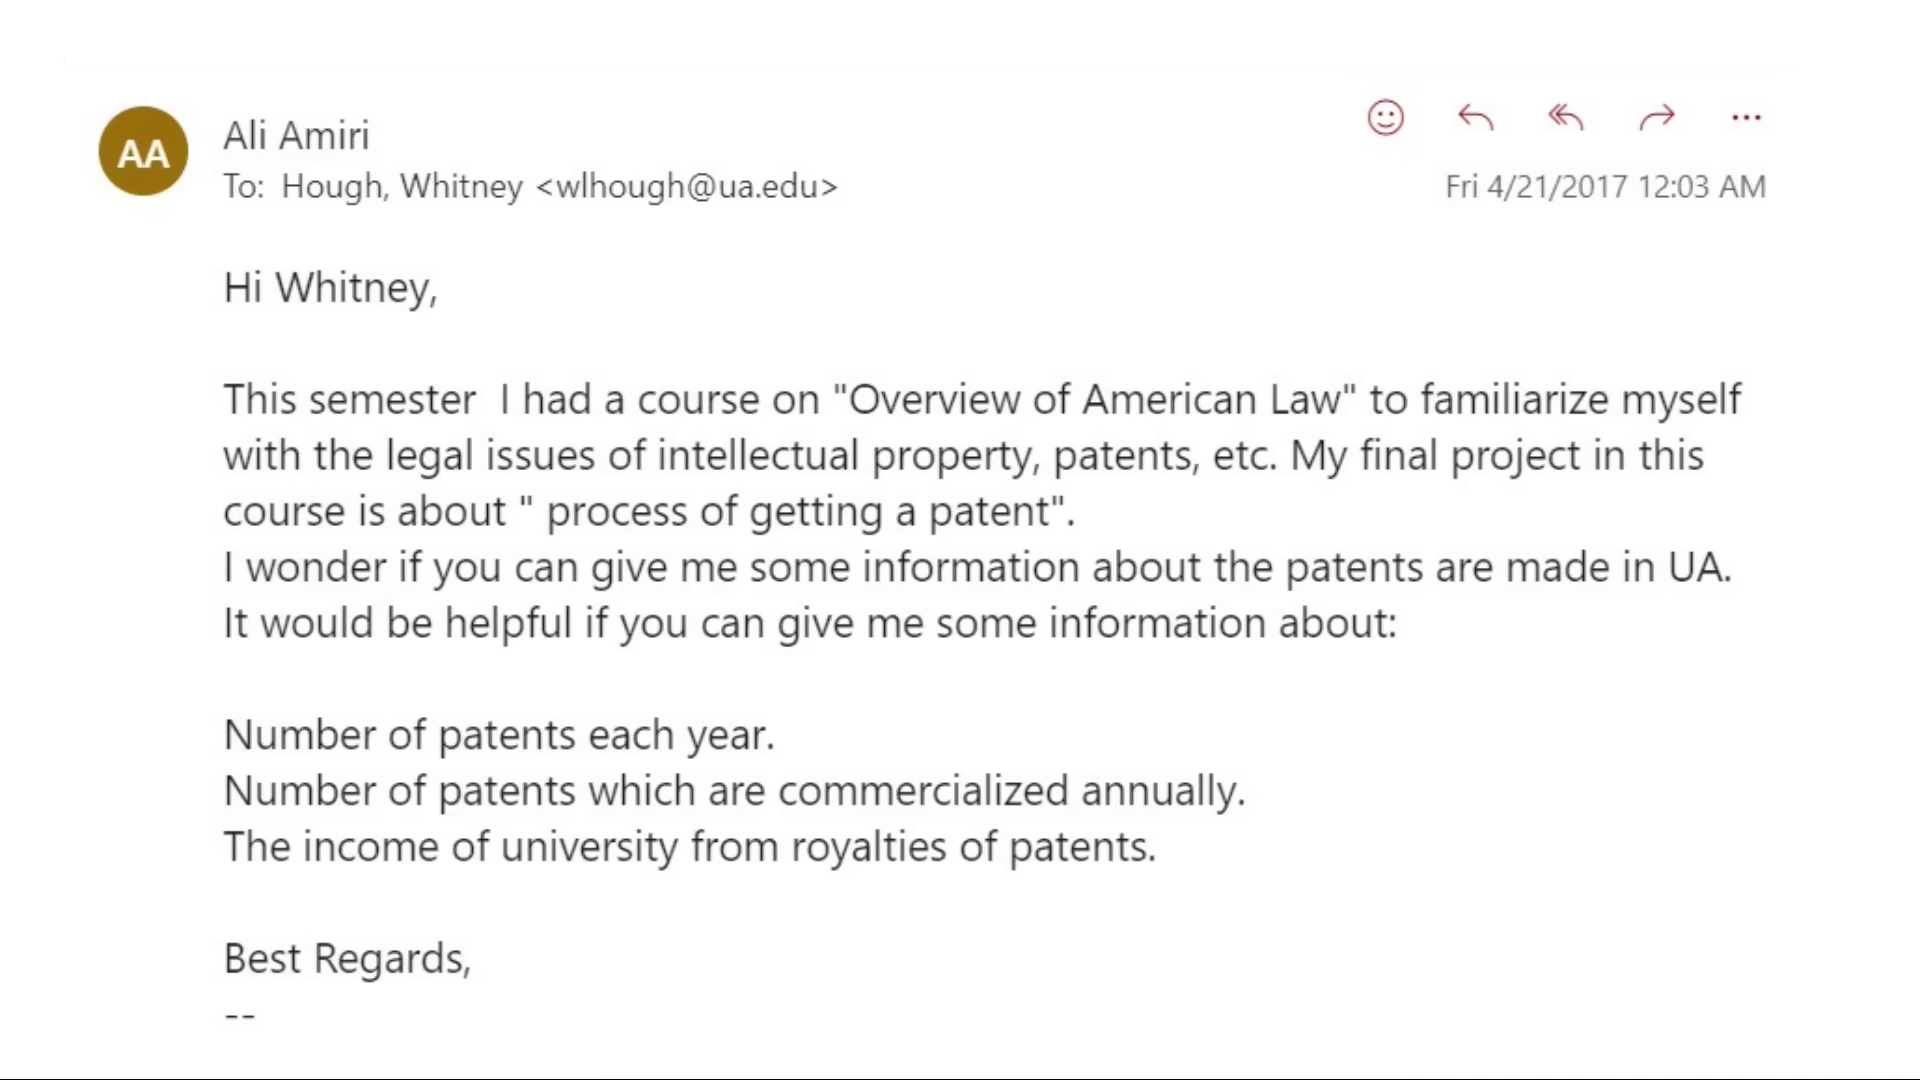 AA
Ali Amiri
To: Hough, Whitney <wlhough@ua.edu>
Fri 4/21/2017 12:03 AM
Hi Whitney,
This semester  I had a course on "Overview of American Law" to familiarize myself
with the legal issues of intellectual property, patents, etc. My final project in this
course is about " process of getting a patent".
I wonder if you can give me some information about the patents are made in UA.
It would be helpful if you can give me some information about:
Number of patents each year.
Number of patents which are commercialized annually.
The income of university from royalties of patents.
Best Regards,
--